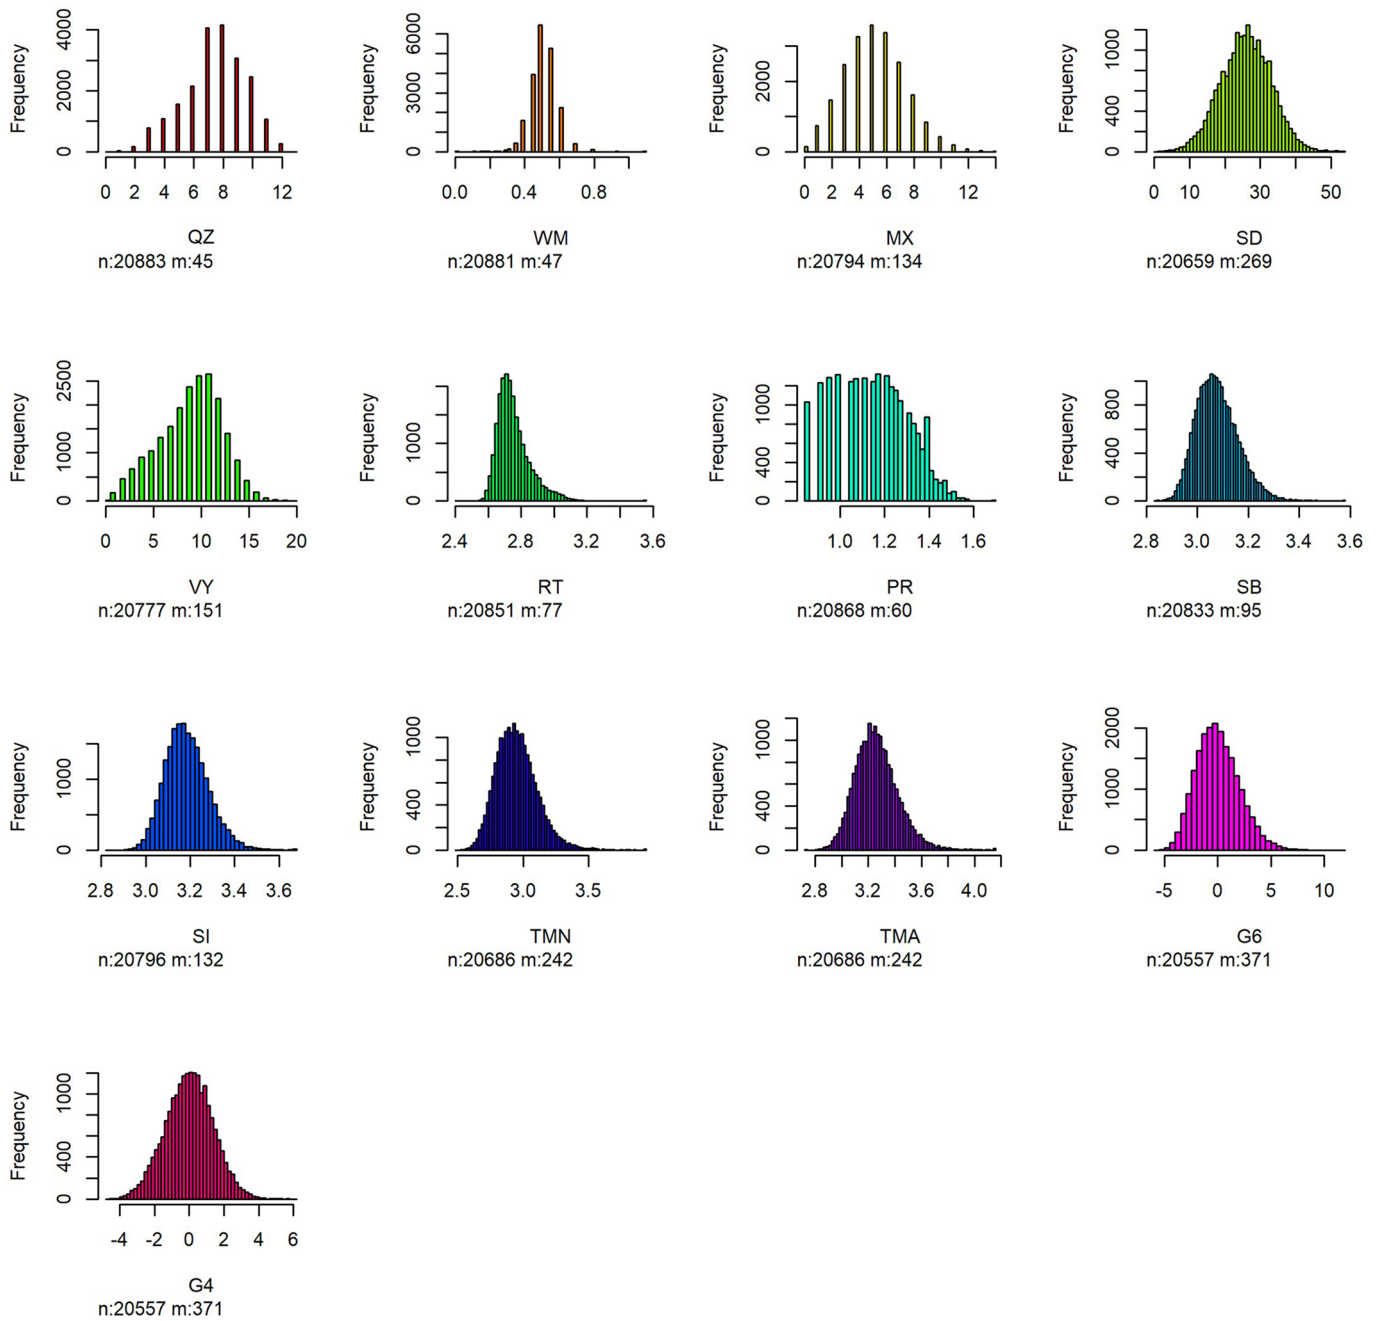 Frequency
4000
2000
0
0 2 4 6 8 12
QZ
n:20883 m:45
Frequency
6000
3000
0
0.0 0.4 0.8
WM
n:20881 m:47
Frequency
2000
0
0 2 4 6 8 12
MX
n:20794 m:134
Frequency
1000
400
0
0 10 30 50
SD
n:20659 m:269
Frequency
2500
1000
0
0 5 10 15 20
VY
n:20777 m:151
Frequency
1000
0
2.4 2.8 3.2 3.6
RT
n:20851 m:77
Frequency
1000
400
0
1.0 1.2 1.4 1.6
PR
n:20868 m:60
Frequency
800
400
0
2.8 3.0 3.2 3.4 3.6
SB
n:20833 m:95
Frequency
1000
0
2.8 3.0 3.2 3.4 3.6
SI
n:20796 m:132
Frequency
1000
400
0
2.5 3.0 3.5
TMN
n:20686 m:242
Frequency
1000
400
0
2.8 3.2 3.6 4.0
TMA
n:20686 m:242
Frequency
2000
1000
0
-5 0 5 10
G6
n:20557 m:371
Frequency
1000
400
0
-4 -2 0 2 4 6
G4
n:20557 m:371